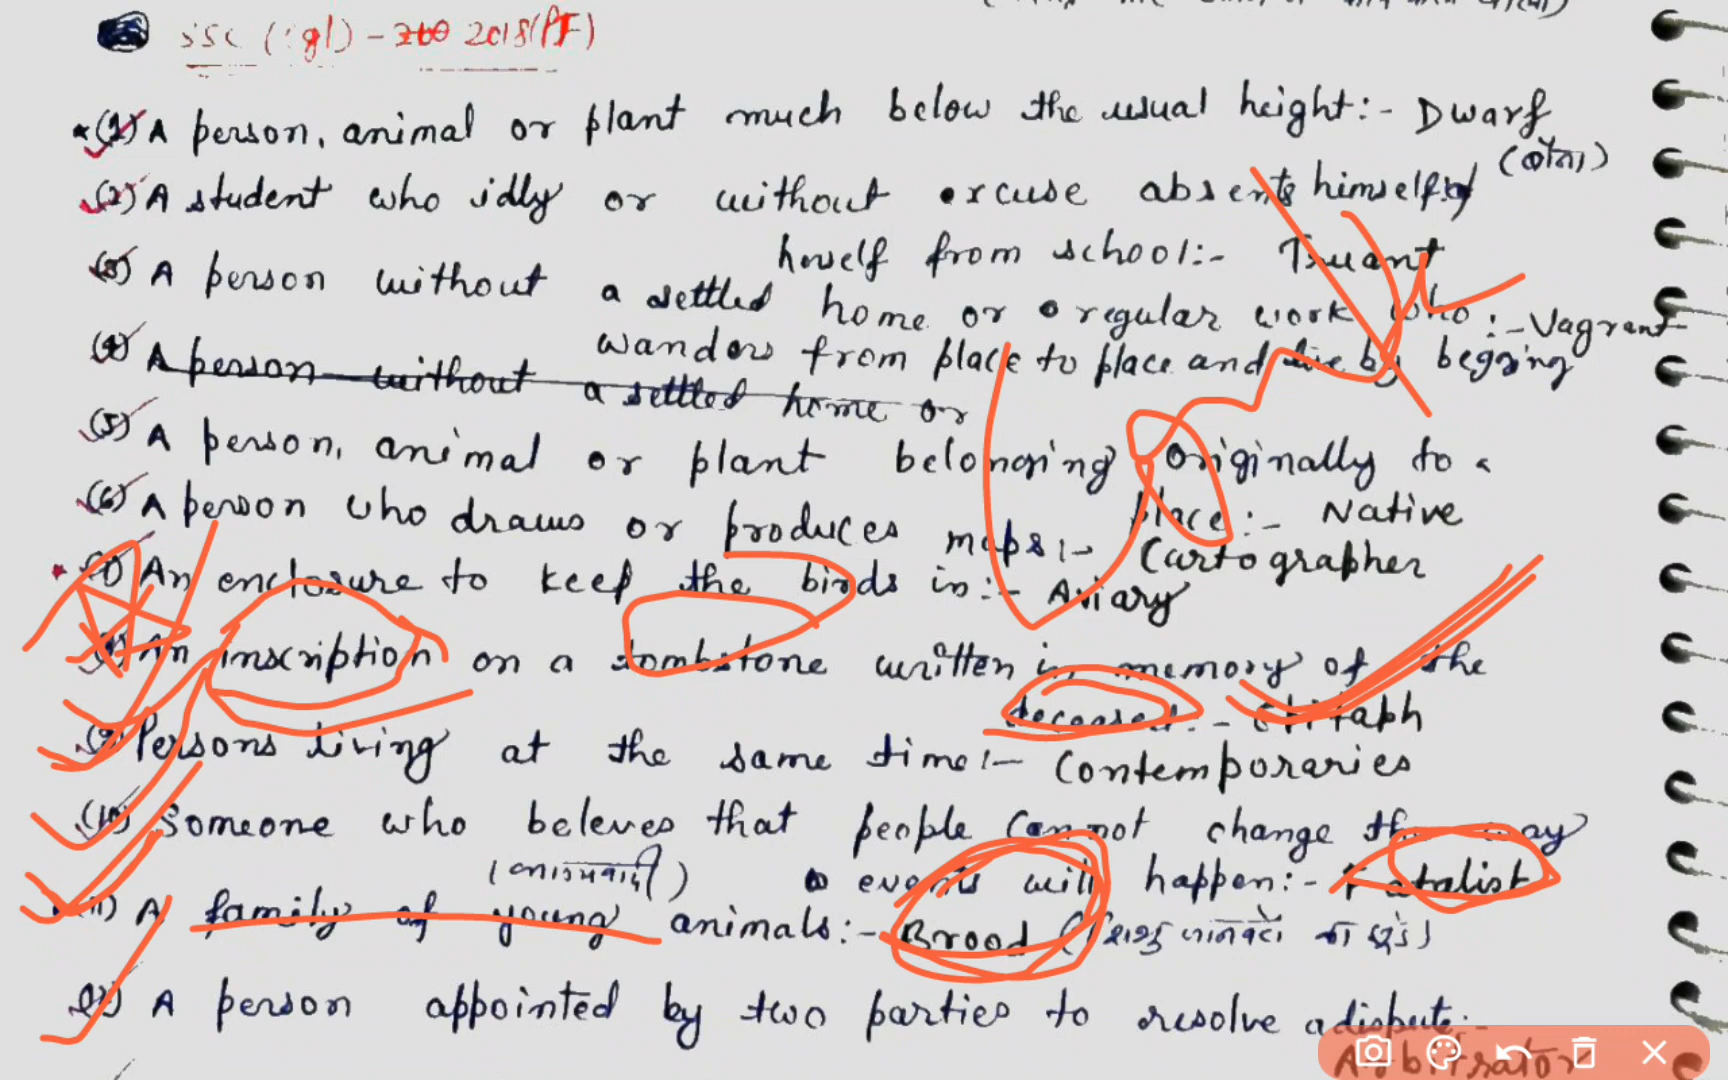 SSC (cgl) - 2018(PT)
(1) A person, animal or plant much below the usual height:- Dwarf
(बौना)
(2) A student who idly or without excuse absents himself/
herself from school:- Truant
(3) A person without a settled home or regular work who :- Vagrant
wanders from place to place and live by begging
(4) A person without a settled home or
(5) A person, animal or plant belonging originally to a
place:- Native
(6) A person who draws or produces maps:- Cartographer
(7) An enclosure to keep the birds in:- Aviary
(8) An inscription on a tombstone written in memory of the
deceased:- Epitaph
(9) Persons living at the same time:- Contemporaries
(10) Someone who beleves that people cannot change the way
events will happen:- Fatalist
(11) A family of young animals:- Brood
(12) A person appointed by two parties to resolve a dispute:-
Arbitrator